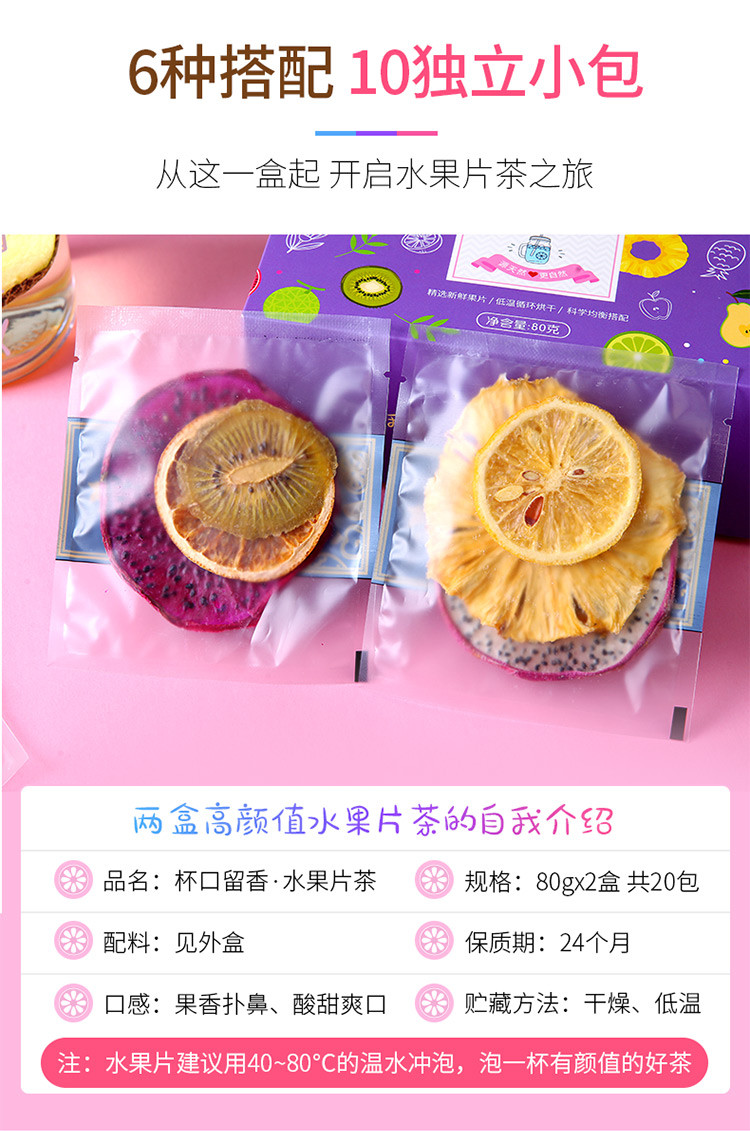 6种搭配 10独立小包
从这一盒起 开启水果片茶之旅
源天然 更自然
精选新鲜果片 / 低温循环烘干 / 科学均衡搭配
净含量:80克
两盒高颜值水果片茶的自我介绍
品名：杯口留香·水果片茶
规格：80gx2盒 共20包
配料：见外盒
保质期：24个月
口感：果香扑鼻、酸甜爽口
贮藏方法：干燥、低温
注：水果片建议用40~80°C的温水冲泡，泡一杯有颜值的好茶